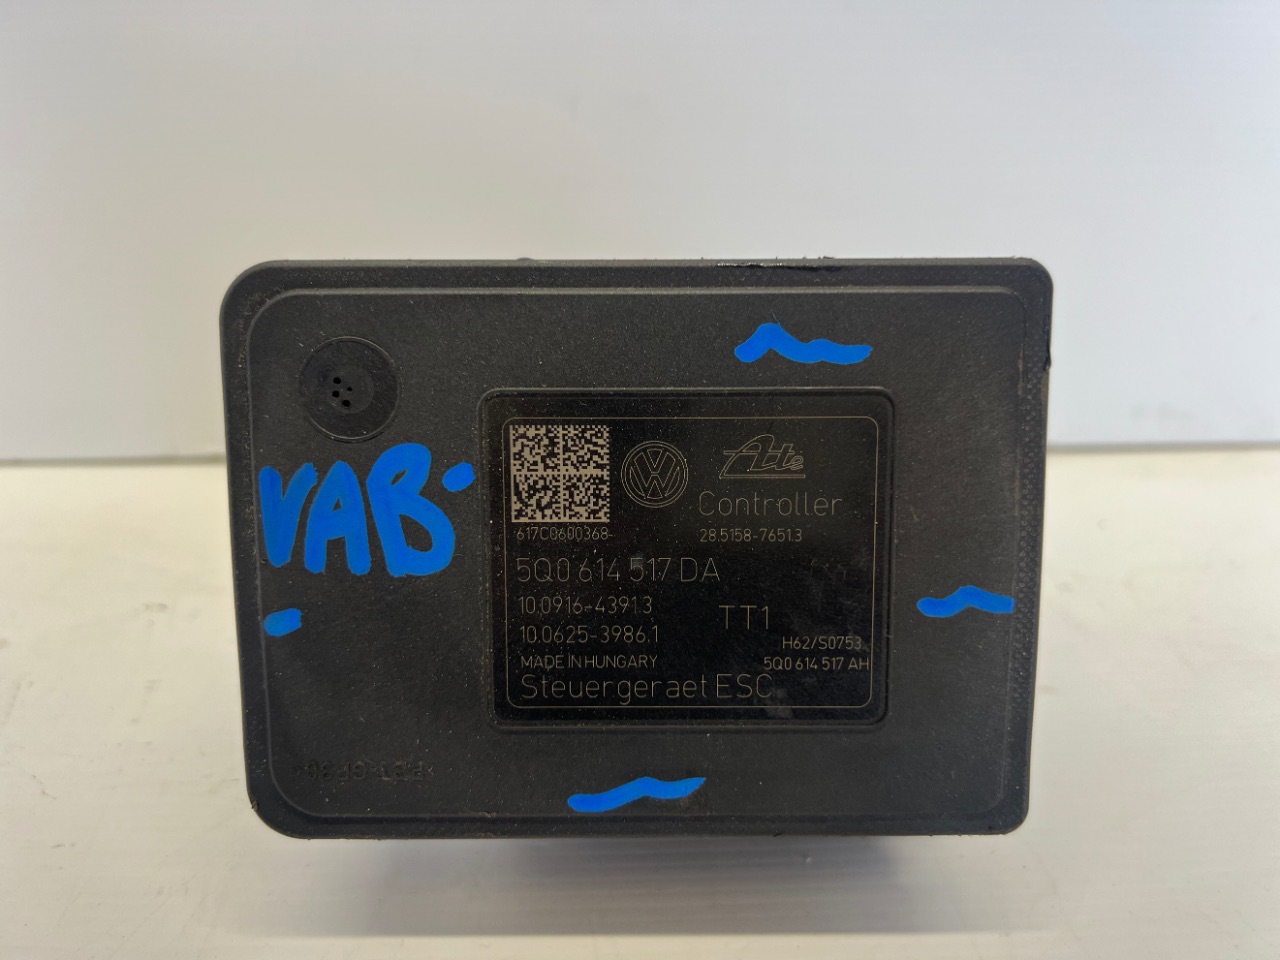 VAB-
Ate
Controller
617C0600368-
28.5158-7651.3
5Q0 614 517 DA
10.0916-4391.3
TT1
10.0625-3986.1
H62/S0753
MADE IN HUNGARY
5Q0 614 517 AH
Steuergeraet ESC